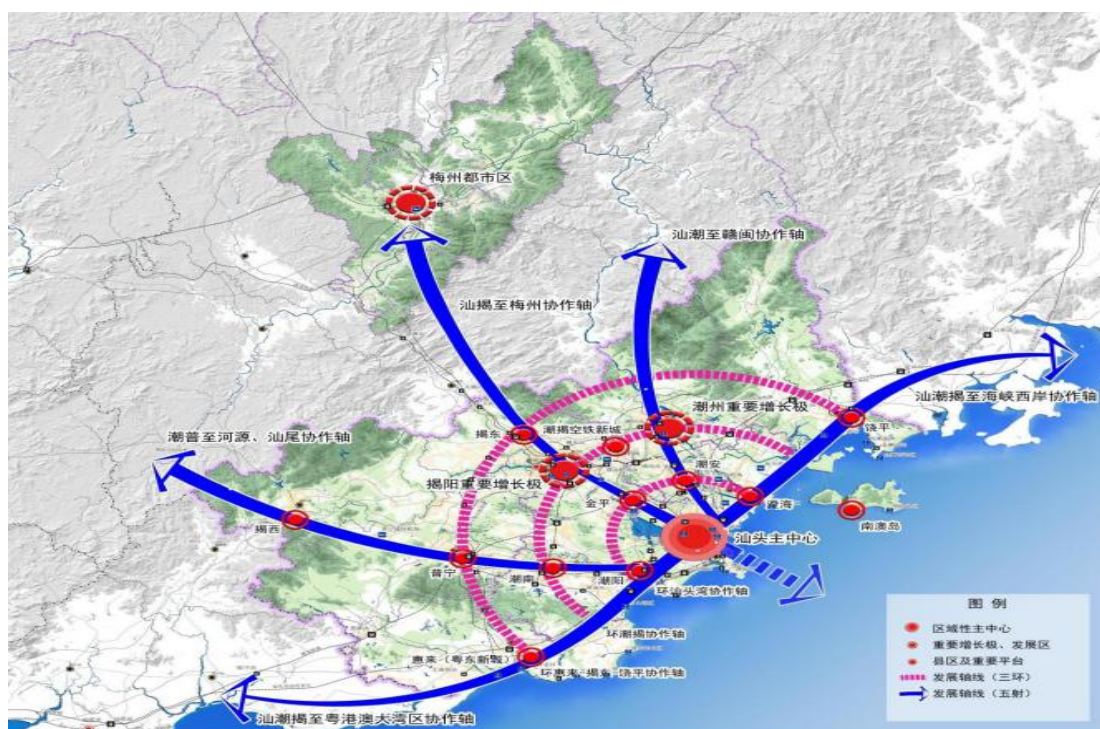 梅州都市区
汕潮至赣闽协作轴
汕揭至梅州协作轴
汕潮揭至海峡西岸协作轴
潮州重要增长极
饶平
潮揭空铁新城
揭东
潮普至河源、汕尾协作轴
揭阳重要增长极
潮安
金平
澄海
南澳岛
揭西
汕头主中心
普宁
潮南
潮阳
环汕头湾协作轴
环潮揭协作轴
惠来（粤东新城）
环惠来-揭东-饶平协作轴
汕潮揭至粤港澳大湾区协作轴
图 例
区域性主中心
重要增长极、发展区
县区及重要平台
发展轴线（三环）
发展轴线（五射）